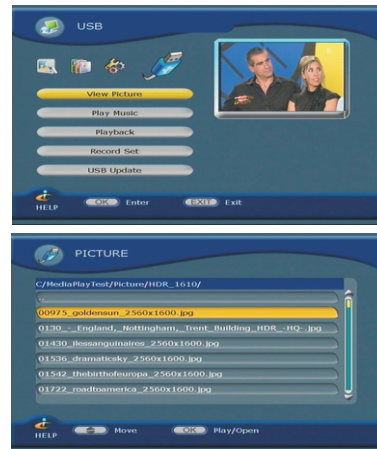 USB
View Picture
Play Music
Playback
Record Set
USB Update
HELP OK Enter EXIT Exit
PICTURE
C/MediaPlayTest/Picture/HDR_1610/
..
00975_goldensun_2560x1600.jpg
0130_-_England,_Nottingham,_Trent_Building_HDR_-HQ-.jpg
01430_ilessanguinaires_2560x1600.jpg
01536_dramaticsky_2560x1600.jpg
01542_thebirthofeuropa_2560x1600.jpg
01722_roadtoamerica_2560x1600.jpg
HELP Move OK Play/Open